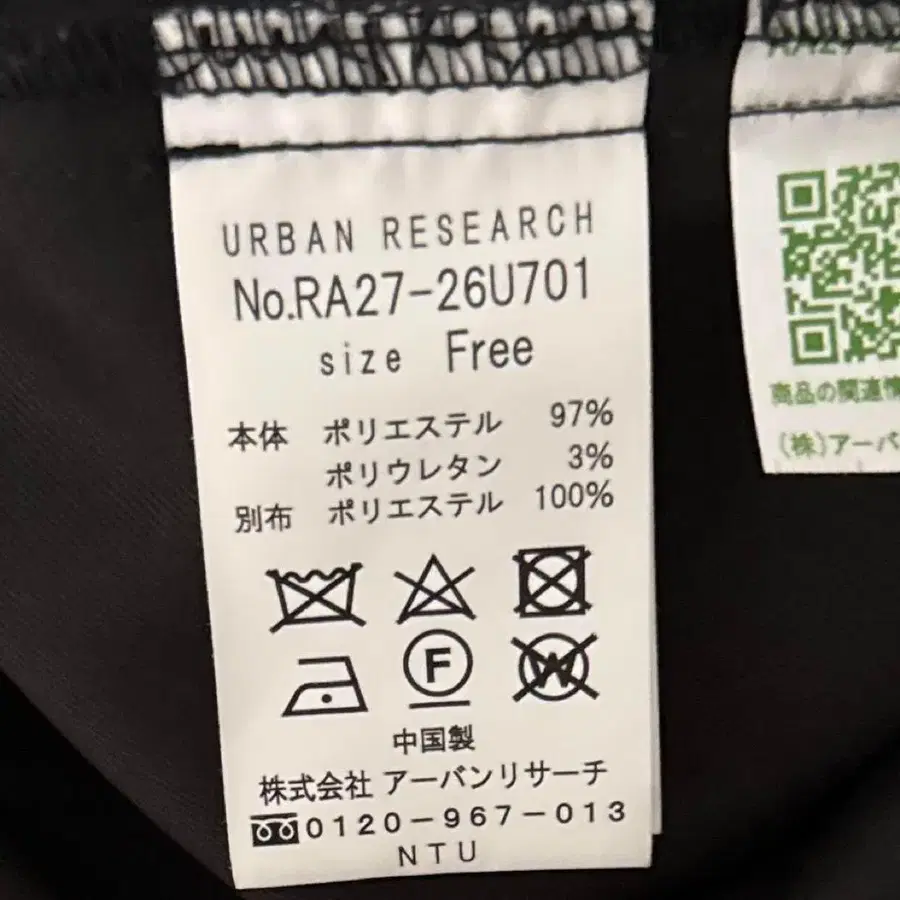 URBAN RESEARCH
No.RA27-26U701
size Free
本体 ポリエステル 97%
ポリウレタン 3%
別布 ポリエステル 100%
F
W
中国製
株式会社 アーバンリサーチ
0120-967-013
NTU
商品の関連情
(株)アーバ